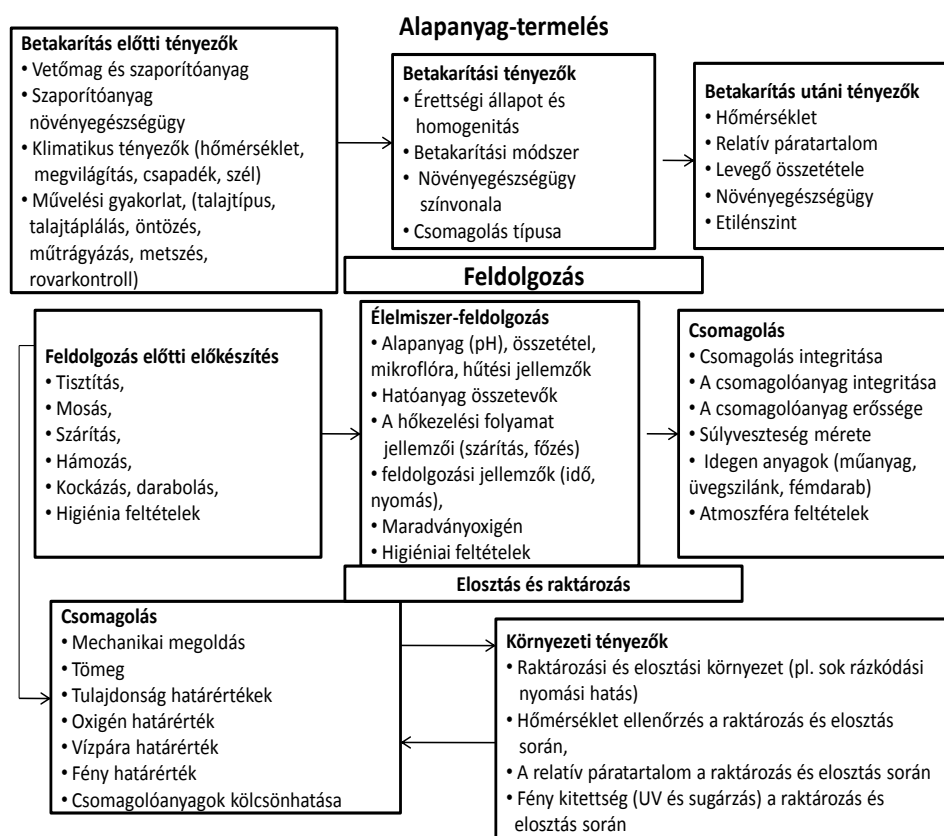 Alapanyag-termelés
Betakarítás előtti tényezők
• Vetőmag és szaporítóanyag
• Szaporítóanyag
növényegészségügy
• Klimatikus tényezők (hőmérséklet,
megvilágítás, csapadék, szél)
• Művelési gyakorlat, (talajtípus,
talajtáplálás, öntözés,
műtrágyázás, metszés,
rovarkontroll)
Betakarítási tényezők
• Érettségi állapot és
homogenitás
• Betakarítási módszer
• Növényegészségügy
színvonala
• Csomagolás típusa
Betakarítás utáni tényezők
• Hőmérséklet
• Relatív páratartalom
• Levegő összetétele
• Növényegészségügy
• Etilénszint
Feldolgozás
Feldolgozás előtti előkészítés
• Tisztítás,
• Mosás,
• Szárítás,
• Hámozás,
• Kockázás, darabolás,
• Higiénia feltételek
Élelmiszer-feldolgozás
• Alapanyag (pH), összetétel,
mikroflóra, hűtési jellemzők
• Hatóanyag összetevők
• A hőkezelési folyamat
jellemzői (szárítás, főzés)
• feldolgozási jellemzők (idő,
nyomás),
• Maradványoxigén
• Higiéniai feltételek
Csomagolás
• Csomagolás integritása
• A csomagolóanyag integritása
• A csomagolóanyag erőssége
• Súlyveszteség mérete
• Idegen anyagok (műanyag,
üvegszilánk, fémdarab)
• Atmoszféra feltételek
Elosztás és raktározás
Csomagolás
• Mechanikai megoldás
• Tömeg
• Tulajdonság határértékek
• Oxigén határérték
• Vízpára határérték
• Fény határérték
• Csomagolóanyagok kölcsönhatása
Környezeti tényezők
• Raktározási és elosztási környezet (pl. sok rázkódási
nyomási hatás)
• Hőmérséklet ellenőrzés a raktározás és elosztás
során,
• A relatív páratartalom a raktározás és elosztás során
• Fény kitettség (UV és sugárzás) a raktározás és
elosztás során